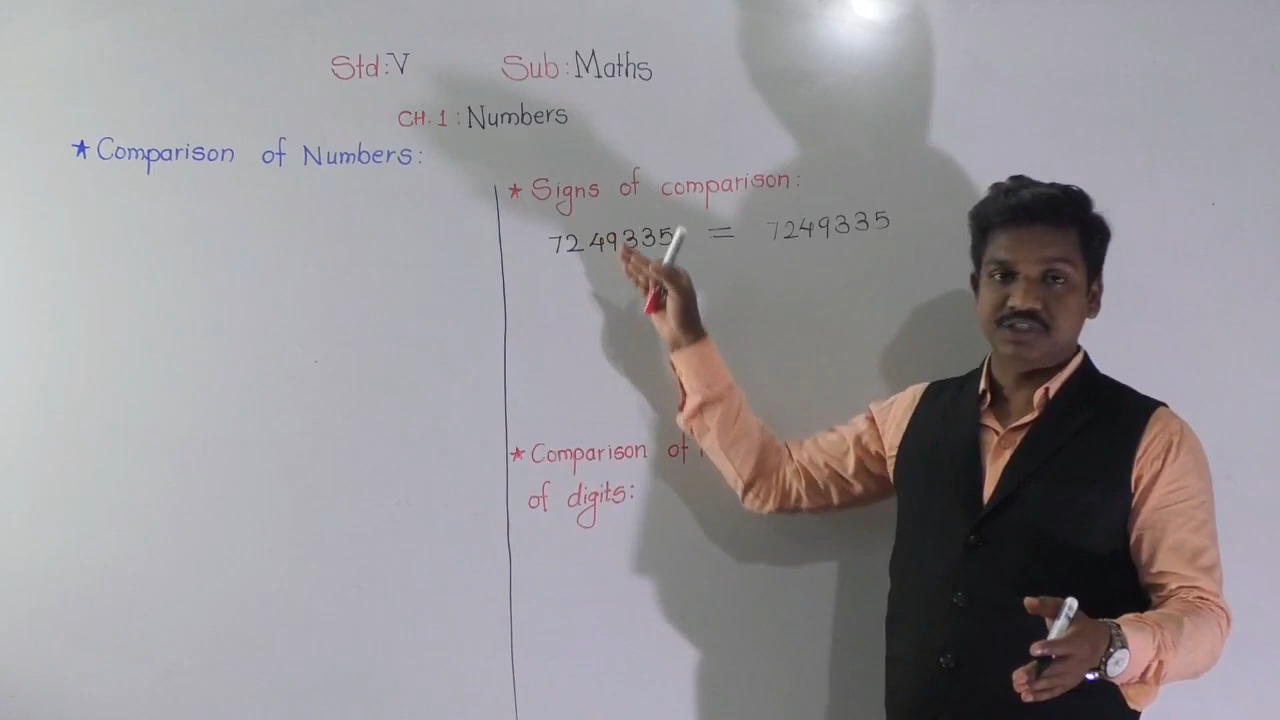 Std: V Sub: Maths
CH. 1: Numbers
★ Comparison of Numbers:
★ Signs of comparison:
7249335 = 7249335
★ Comparison of
of digits: